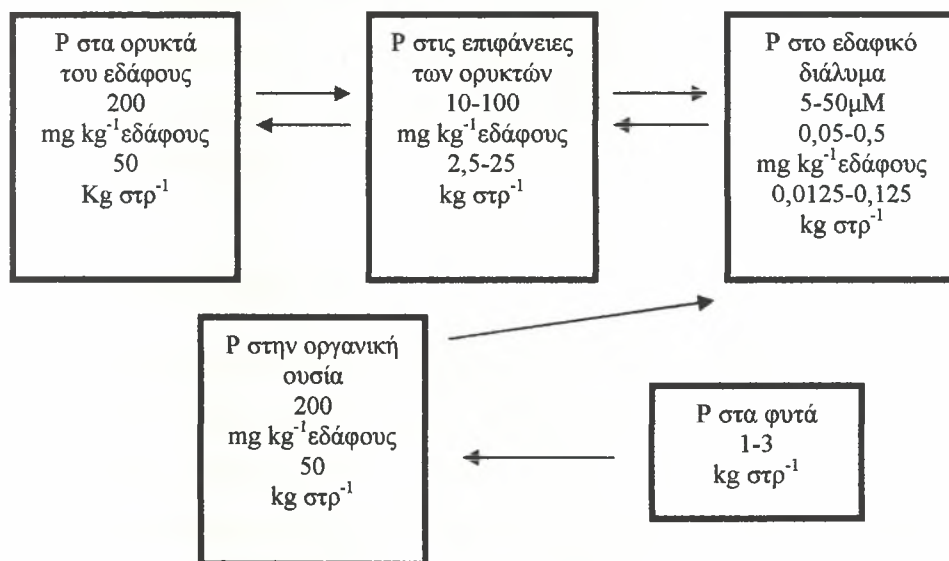 P στα ορυκτά
του εδάφους
200
mg kg⁻¹εδάφους
50
Kg στρ⁻¹
P στις επιφάνειες
των ορυκτών
10-100
mg kg⁻¹εδάφους
2,5-25
kg στρ⁻¹
P στο εδαφικό
διάλυμα
5-50μM
0,05-0,5
mg kg⁻¹εδάφους
0,0125-0,125
kg στρ⁻¹
P στην οργανική
ουσία
200
mg kg⁻¹εδάφους
50
kg στρ⁻¹
P στα φυτά
1-3
kg στρ⁻¹